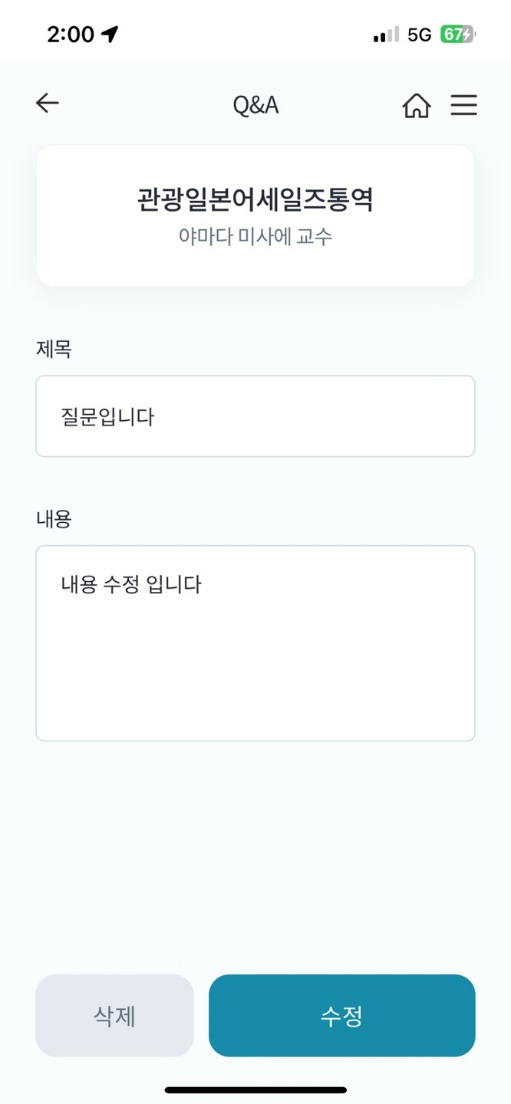 2:00
5G
67
Q&A
관광일본어세일즈통역
야마다 미사에 교수
제목
질문입니다
내용
내용 수정 입니다
삭제
수정